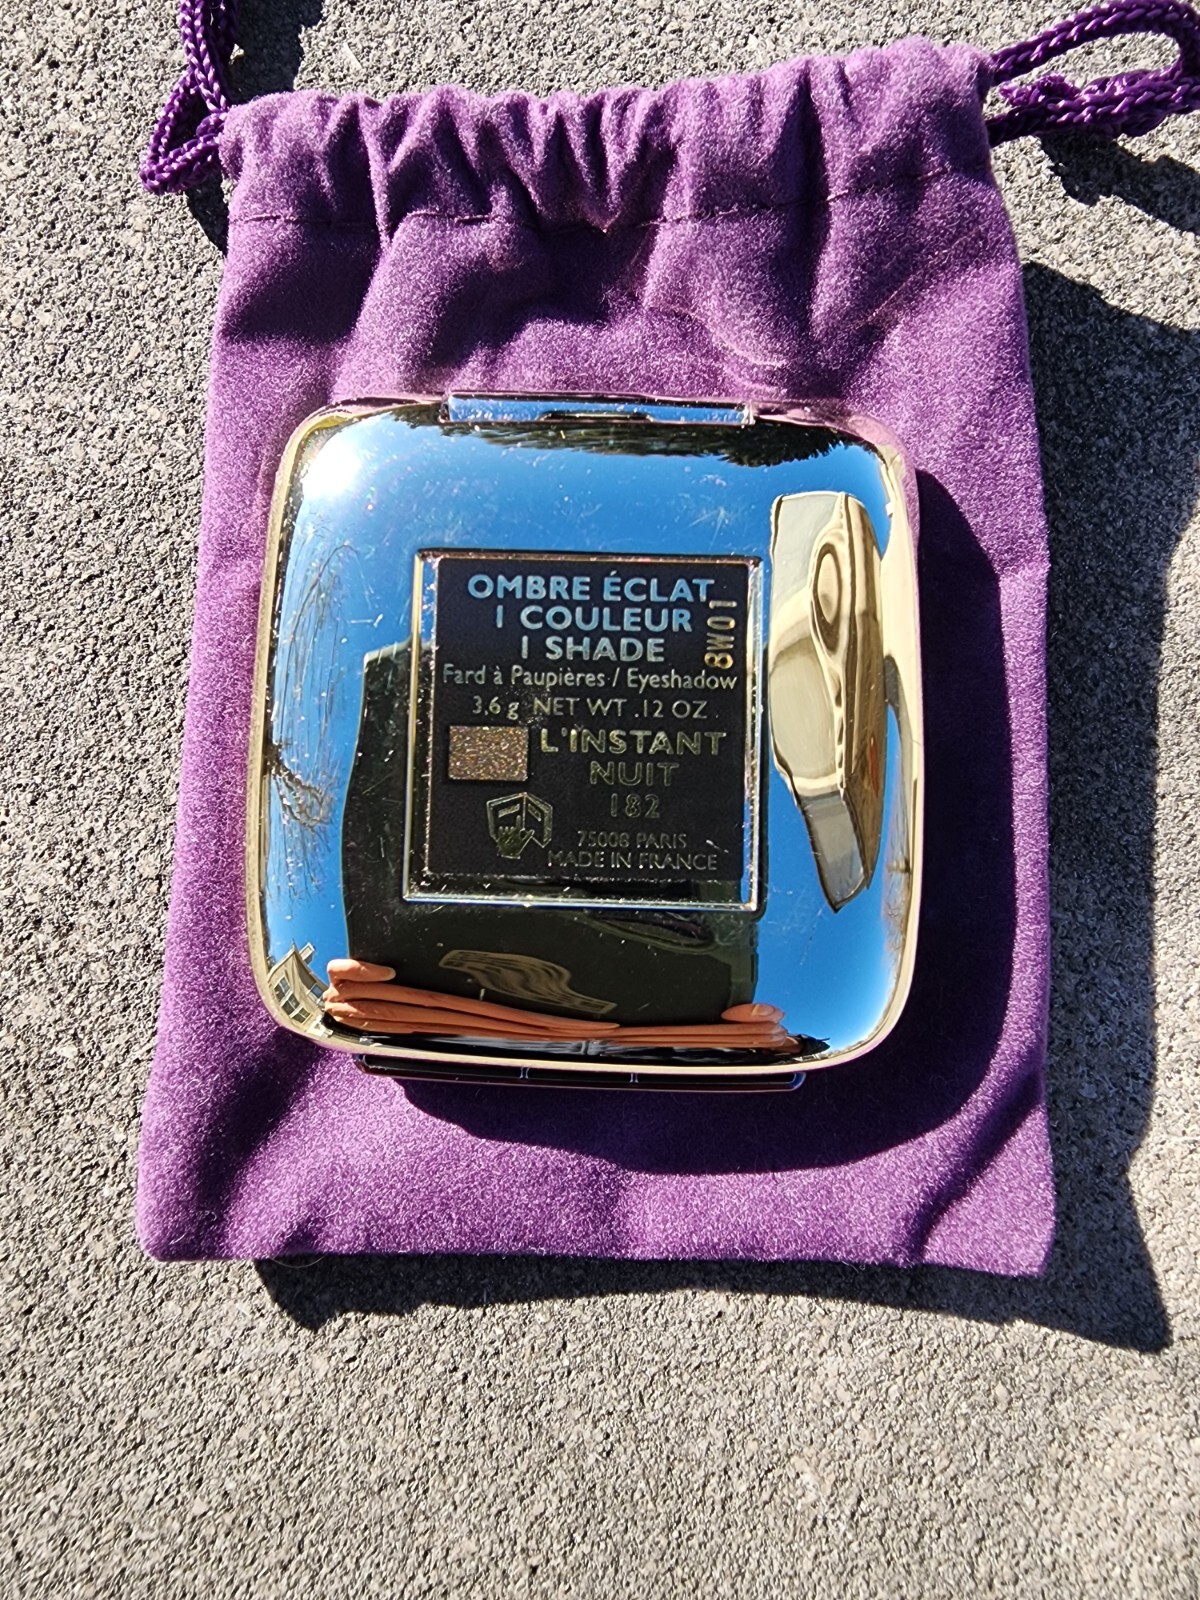 OMBRE ÉCLAT
1 COULEUR
1 SHADE
8W01
Fard à Paupières / Eyeshadow
3.6 g NET WT .12 OZ.
L'INSTANT
NUIT
182
75008 PARIS
MADE IN FRANCE